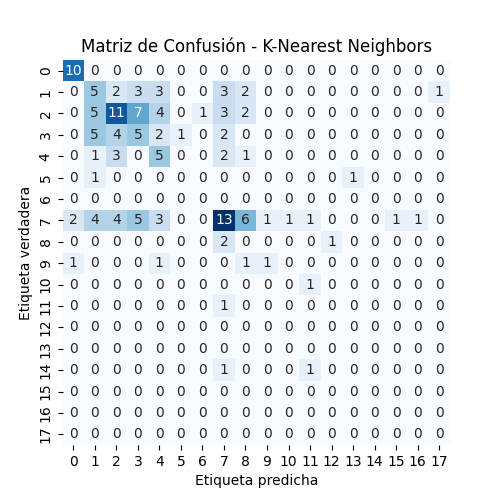 Matriz de Confusión - K-Nearest Neighbors
Etiqueta verdadera
0 10 0 0 0 0 0 0 0 0 0 0 0 0 0 0 0 0 0
1 0 5 2 3 3 0 0 3 2 0 0 0 0 0 0 0 0 1
2 0 5 11 7 4 0 1 3 2 0 0 0 0 0 0 0 0 0
3 0 5 4 5 2 1 0 2 0 0 0 0 0 0 0 0 0 0
4 0 1 3 0 5 0 0 2 1 0 0 0 0 0 0 0 0 0
5 0 1 0 0 0 0 0 0 0 0 0 0 0 1 0 0 0 0
6 0 0 0 0 0 0 0 0 0 0 0 0 0 0 0 0 0 0
7 2 4 4 5 3 0 0 13 6 1 1 1 0 0 0 1 1 0
8 0 0 0 0 0 0 0 2 0 0 0 0 1 0 0 0 0 0
9 1 0 0 0 1 0 0 0 1 1 0 0 0 0 0 0 0 0
10 0 0 0 0 0 0 0 0 0 0 0 1 0 0 0 0 0 0
11 0 0 0 0 0 0 0 1 0 0 0 0 0 0 0 0 0 0
12 0 0 0 0 0 0 0 0 0 0 0 0 0 0 0 0 0 0
13 0 0 0 0 0 0 0 0 0 0 0 0 0 0 0 0 0 0
14 0 0 0 0 0 0 0 1 0 0 0 1 0 0 0 0 0 0
15 0 0 0 0 0 0 0 0 0 0 0 0 0 0 0 0 0 0
16 0 0 0 0 0 0 0 0 0 0 0 0 0 0 0 0 0 0
17 0 0 0 0 0 0 0 0 0 0 0 0 0 0 0 0 0 0
0 1 2 3 4 5 6 7 8 9 10 11 12 13 14 15 16 17
Etiqueta predicha